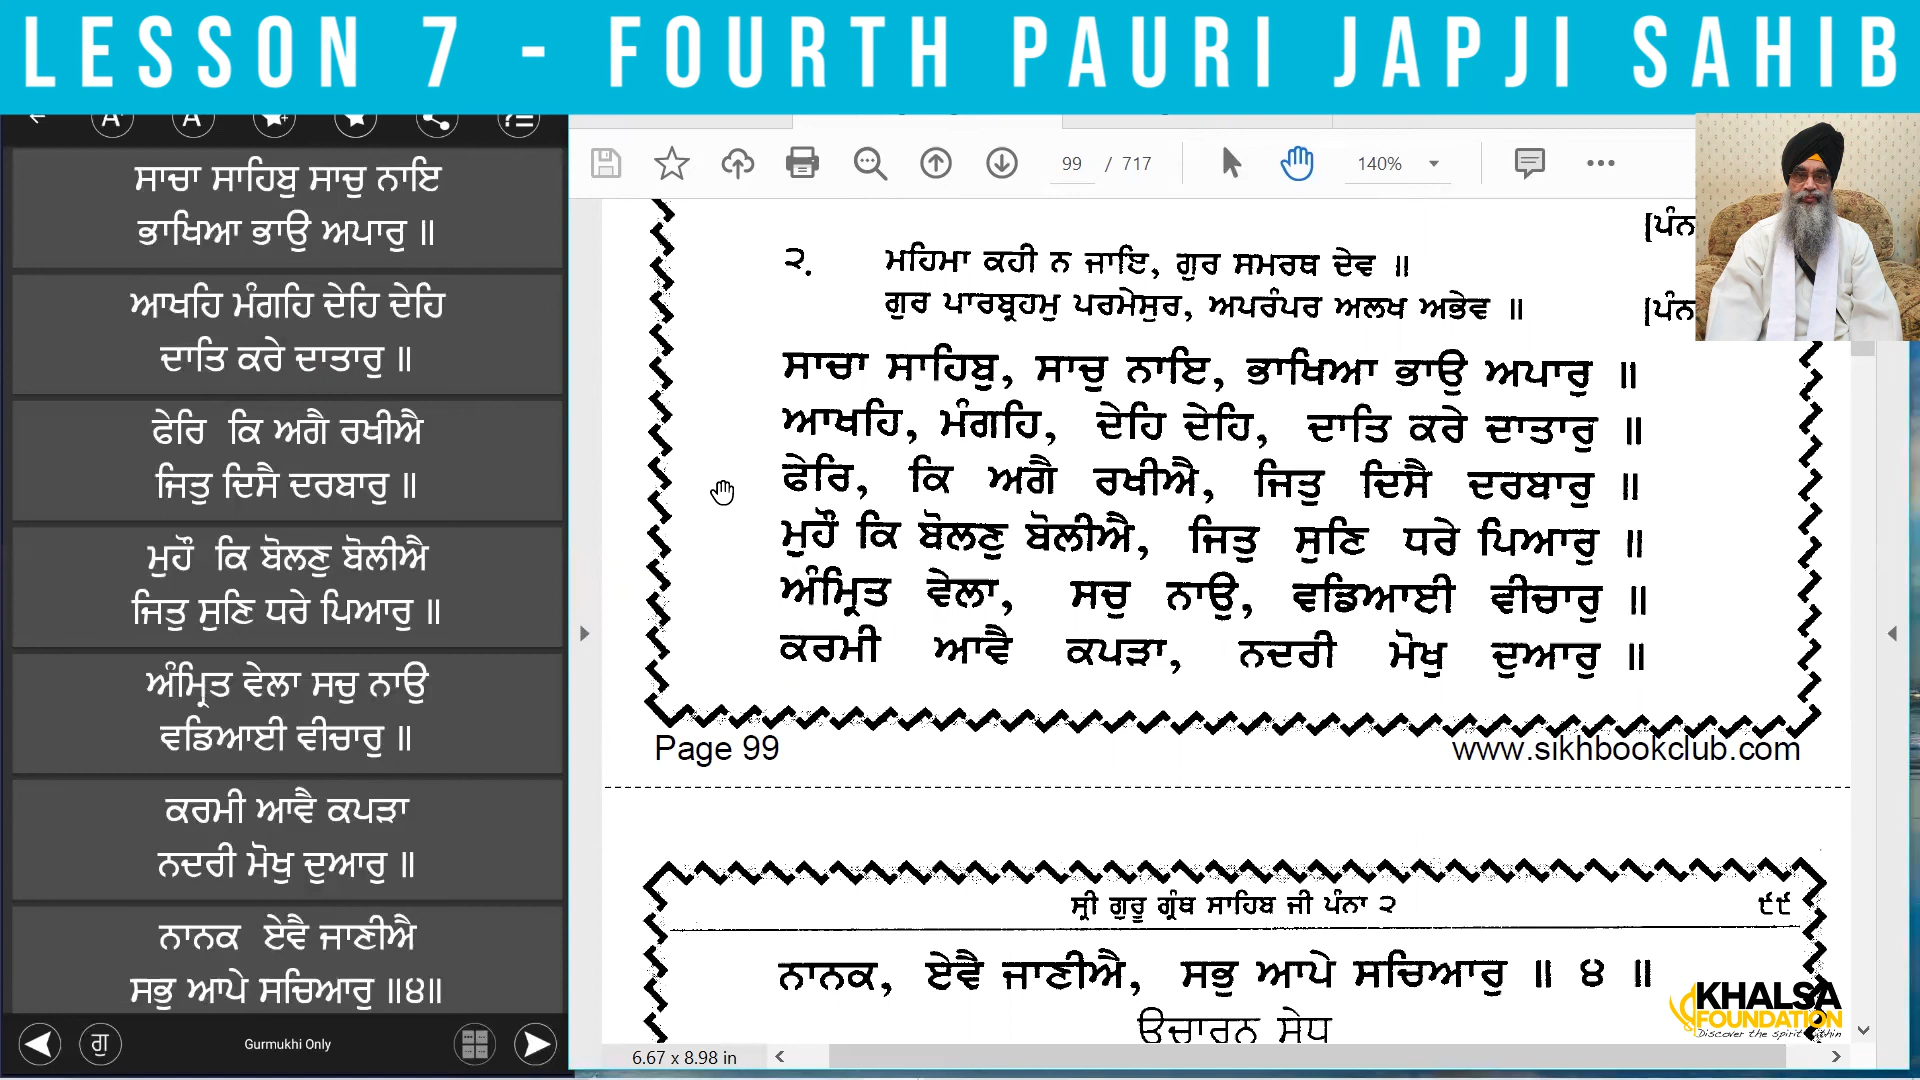 LESSON 7 - FOURTH PAURI JAPJI SAHIB
ਸਾਚਾ ਸਾਹਿਬੁ ਸਾਚੁ ਨਾਇ
ਭਾਖਿਆ ਭਾਉ ਅਪਾਰੁ ॥
ਆਖਹਿ ਮੰਗਹਿ ਦੇਹਿ ਦੇਹਿ
ਦਾਤਿ ਕਰੇ ਦਾਤਾਰੁ ॥
ਫੇਰਿ ਕਿ ਅਗੈ ਰਖੀਐ
ਜਿਤੁ ਦਿਸੈ ਦਰਬਾਰੁ ॥
ਮੁਹੌ ਕਿ ਬੋਲਣੁ ਬੋਲੀਐ
ਜਿਤੁ ਸੁਣਿ ਧਰੇ ਪਿਆਰੁ ॥
ਅੰਮ੍ਰਿਤ ਵੇਲਾ ਸਚੁ ਨਾਉ
ਵਡਿਆਈ ਵੀਚਾਰੁ ॥
ਕਰਮੀ ਆਵੈ ਕਪੜਾ
ਨਦਰੀ ਮੋਖੁ ਦੁਆਰੁ ॥
ਨਾਨਕ ਏਵੈ ਜਾਣੀਐ
ਸਭੁ ਆਪੇ ਸਚਿਆਰੁ ॥੪॥
ਗੁ
Gurmukhi Only
99 / 717
140%
[ਪੰਨ
੨. ਮਹਿਮਾ ਕਹੀ ਨ ਜਾਇ, ਗੁਰ ਸਮਰਥ ਦੇਵ ॥
ਗੁਰ ਪਾਰਬ੍ਰਹਮੁ ਪਰਮੇਸੁਰ, ਅਪਰੰਪਰ ਅਲਖ ਅਭੇਵ ॥ [ਪੰਨ
ਸਾਚਾ ਸਾਹਿਬੁ, ਸਾਚੁ ਨਾਇ, ਭਾਖਿਆ ਭਾਉ ਅਪਾਰੁ ॥
ਆਖਹਿ, ਮੰਗਹਿ, ਦੇਹਿ ਦੇਹਿ, ਦਾਤਿ ਕਰੇ ਦਾਤਾਰੁ ॥
ਫੇਰਿ, ਕਿ ਅਗੈ ਰਖੀਐ, ਜਿਤੁ ਦਿਸੈ ਦਰਬਾਰੁ ॥
ਮੁਹੌ ਕਿ ਬੋਲਣੁ ਬੋਲੀਐ, ਜਿਤੁ ਸੁਣਿ ਧਰੇ ਪਿਆਰੁ ॥
ਅੰਮ੍ਰਿਤ ਵੇਲਾ, ਸਚੁ ਨਾਉ, ਵਡਿਆਈ ਵੀਚਾਰੁ ॥
ਕਰਮੀ ਆਵੈ ਕਪੜਾ, ਨਦਰੀ ਮੋਖੁ ਦੁਆਰੁ ॥
Page 99 www.sikhbookclub.com
ਸ੍ਰੀ ਗੁਰੂ ਗ੍ਰੰਥ ਸਾਹਿਬ ਜੀ ਪੰਨਾ ੨ ੯੯
ਨਾਨਕ, ਏਵੈ ਜਾਣੀਐ, ਸਭੁ ਆਪੇ ਸਚਿਆਰੁ ॥ ੪ ॥
ਉਚਾਰਨ ਸੇਧ
6.67 x 8.98 in
KHALSA
FOUNDATION
Discover the spirit within